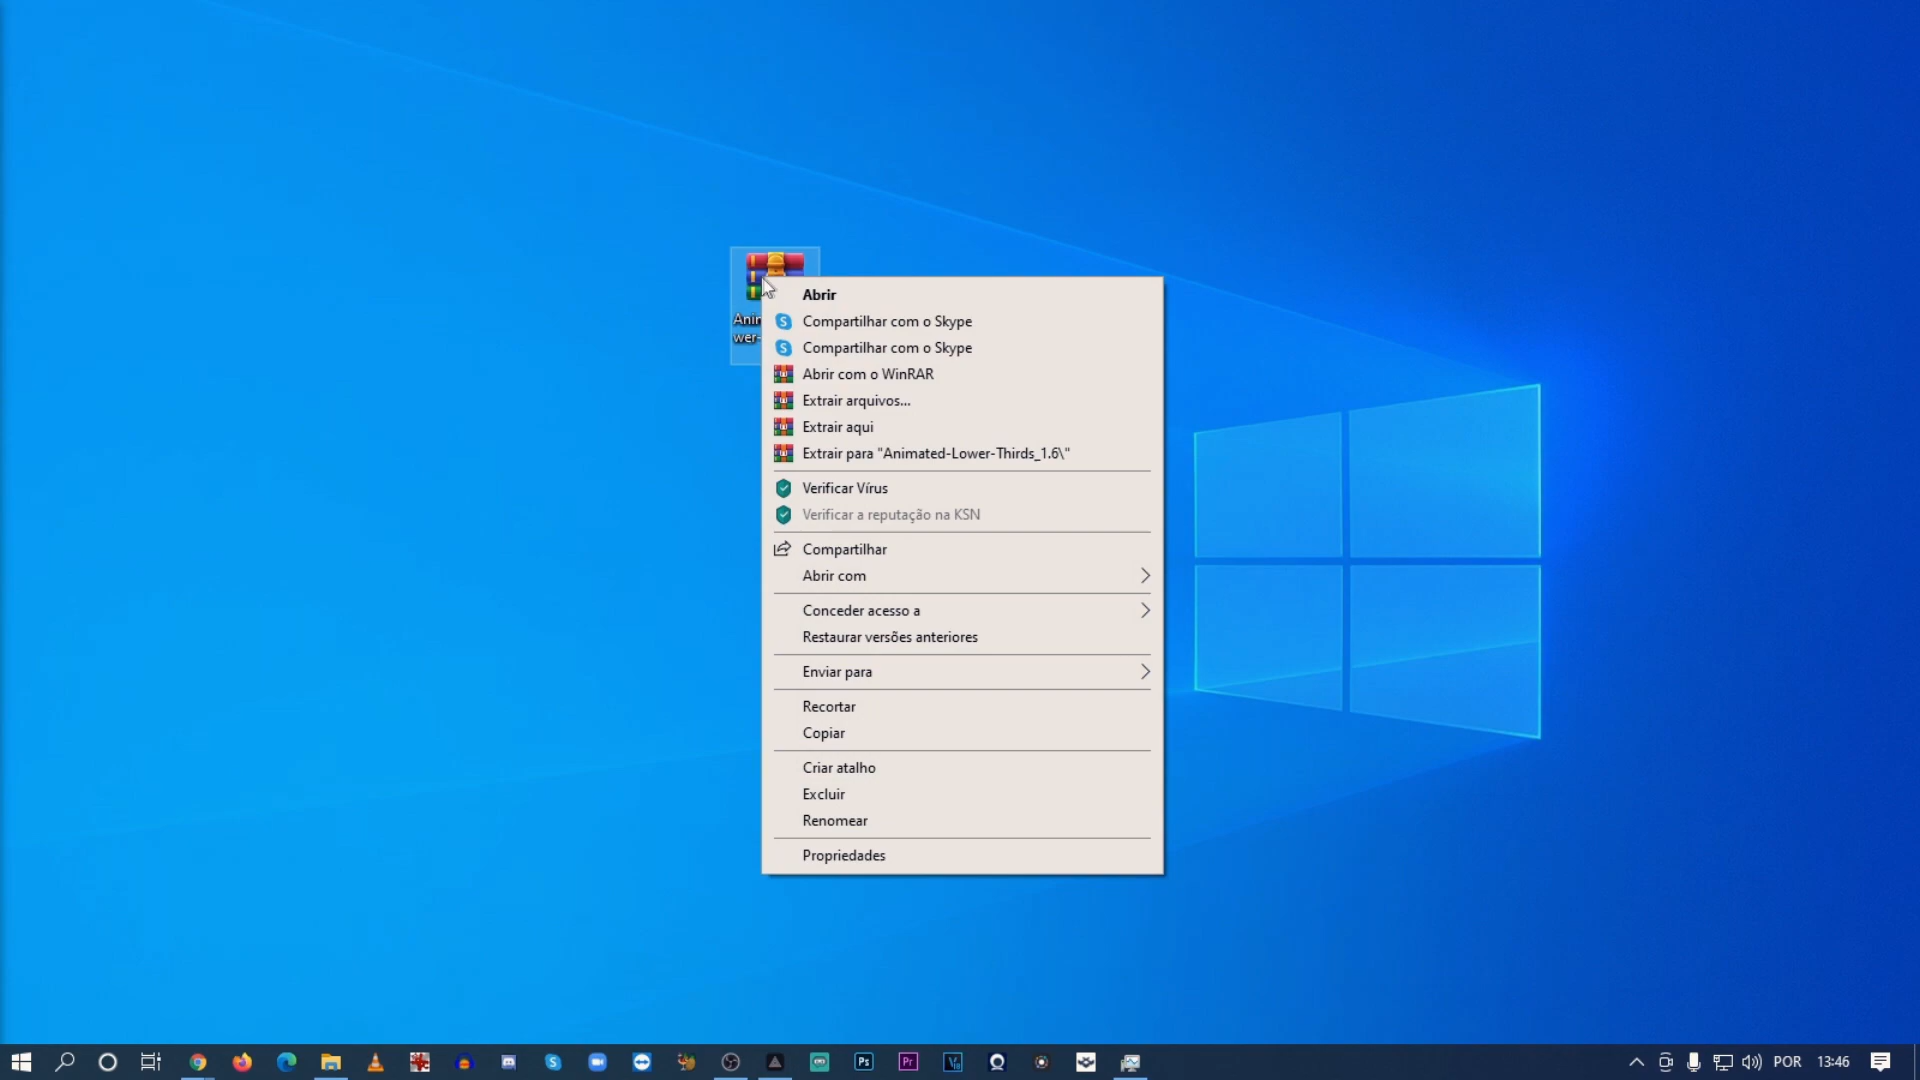 Abrir
Compartilhar com o Skype
Compartilhar com o Skype
Abrir com o WinRAR
Extrair arquivos...
Extrair aqui
Extrair para "Animated-Lower-Thirds_1.6\"
Verificar Vírus
Verificar a reputação na KSN
Compartilhar
Abrir com
Conceder acesso a
Restaurar versões anteriores
Enviar para
Recortar
Copiar
Criar atalho
Excluir
Renomear
Propriedades
Ps
Pr
POR
13:46